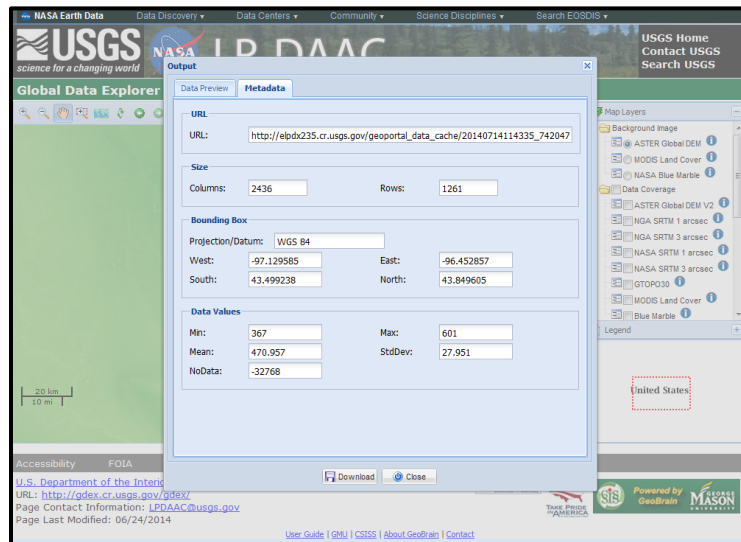 NASA Earth Data Data Discovery ▾ Data Centers ▾ Community ▾ Science Disciplines ▾ Search EOSDIS ▾
USGS
science for a changing world
NASA
LP DAAC
USGS Home
Contact USGS
Search USGS
Global Data Explorer
Output
Data Preview Metadata
URL
URL: http://elpdx235.cr.usgs.gov/geoportal_data_cache/20140714114335_742047
Size
Columns: 2436 Rows: 1261
Bounding Box
Projection/Datum: WGS 84
West: -97.129585 East: -96.452857
South: 43.499238 North: 43.849605
Data Values
Min: 367 Max: 601
Mean: 470.957 StdDev: 27.951
NoData: -32768
Download Close
Map Layers
Background Image
ASTER Global DEM
MODIS Land Cover
NASA Blue Marble
Data Coverage
ASTER Global DEM V2
NGA SRTM 1 arcsec
NGA SRTM 3 arcsec
NASA SRTM 1 arcsec
NASA SRTM 3 arcsec
GTOPO30
MODIS Land Cover
Blue Marble
Legend
United States
20 km
10 mi
Accessibility FOIA
U.S. Department of the Interio
URL: http://gdex.cr.usgs.gov/gdex/
Page Contact Information: LPDAAC@usgs.gov
Page Last Modified: 06/24/2014
TAKE PRIDE
IN AMERICA
Powered by
GeoBrain
GEORGE
MASON
UNIVERSITY
User Guide | GMU | CSISS | About GeoBrain | Contact